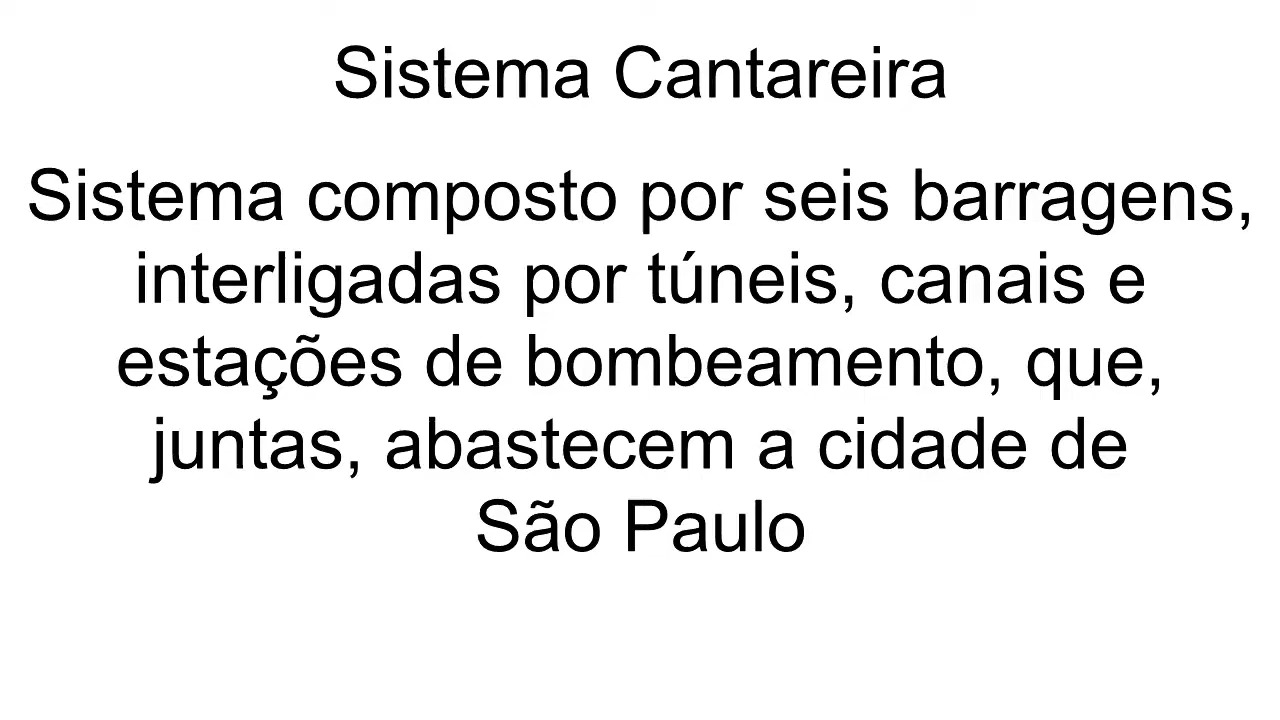 Sistema Cantareira
Sistema composto por seis barragens,
interligadas por túneis, canais e
estações de bombeamento, que,
juntas, abastecem a cidade de
São Paulo